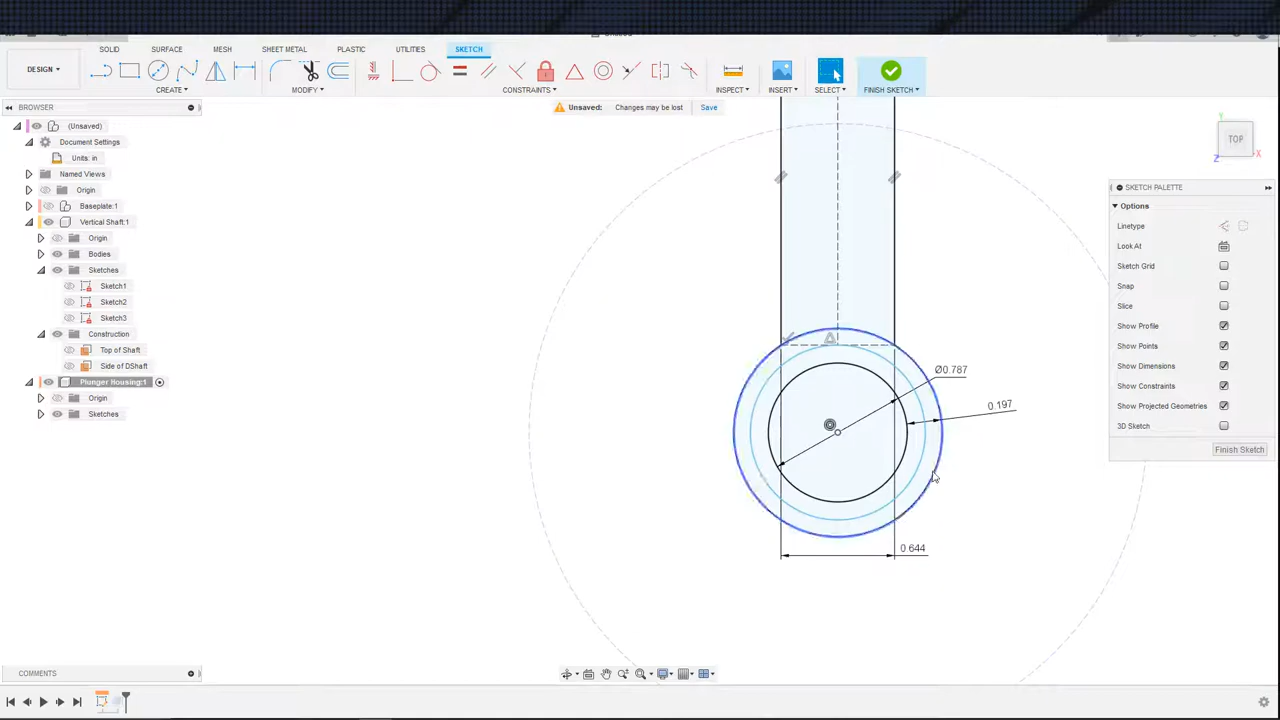 SOLID SURFACE MESH SHEET METAL PLASTIC UTILITIES SKETCH
DESIGN
CREATE MODIFY CONSTRAINTS INSPECT INSERT SELECT FINISH SKETCH
BROWSER
Unsaved: Changes may be lost Save
(Unsaved)
Document Settings
Units: in
Named Views
Origin
Baseplate:1
Vertical Shaft:1
Origin
Bodies
Sketches
Sketch1
Sketch2
Sketch3
Construction
Top of Shaft
Side of DShaft
Plunger Housing:1
Origin
Sketches
Y
TOP
X
Z
SKETCH PALETTE
Options
Linetype
Look At
Sketch Grid
Snap
Slice
Show Profile
Show Points
Show Dimensions
Show Constraints
Show Projected Geometries
3D Sketch
Finish Sketch
Ø0.787
0.197
0.644
COMMENTS